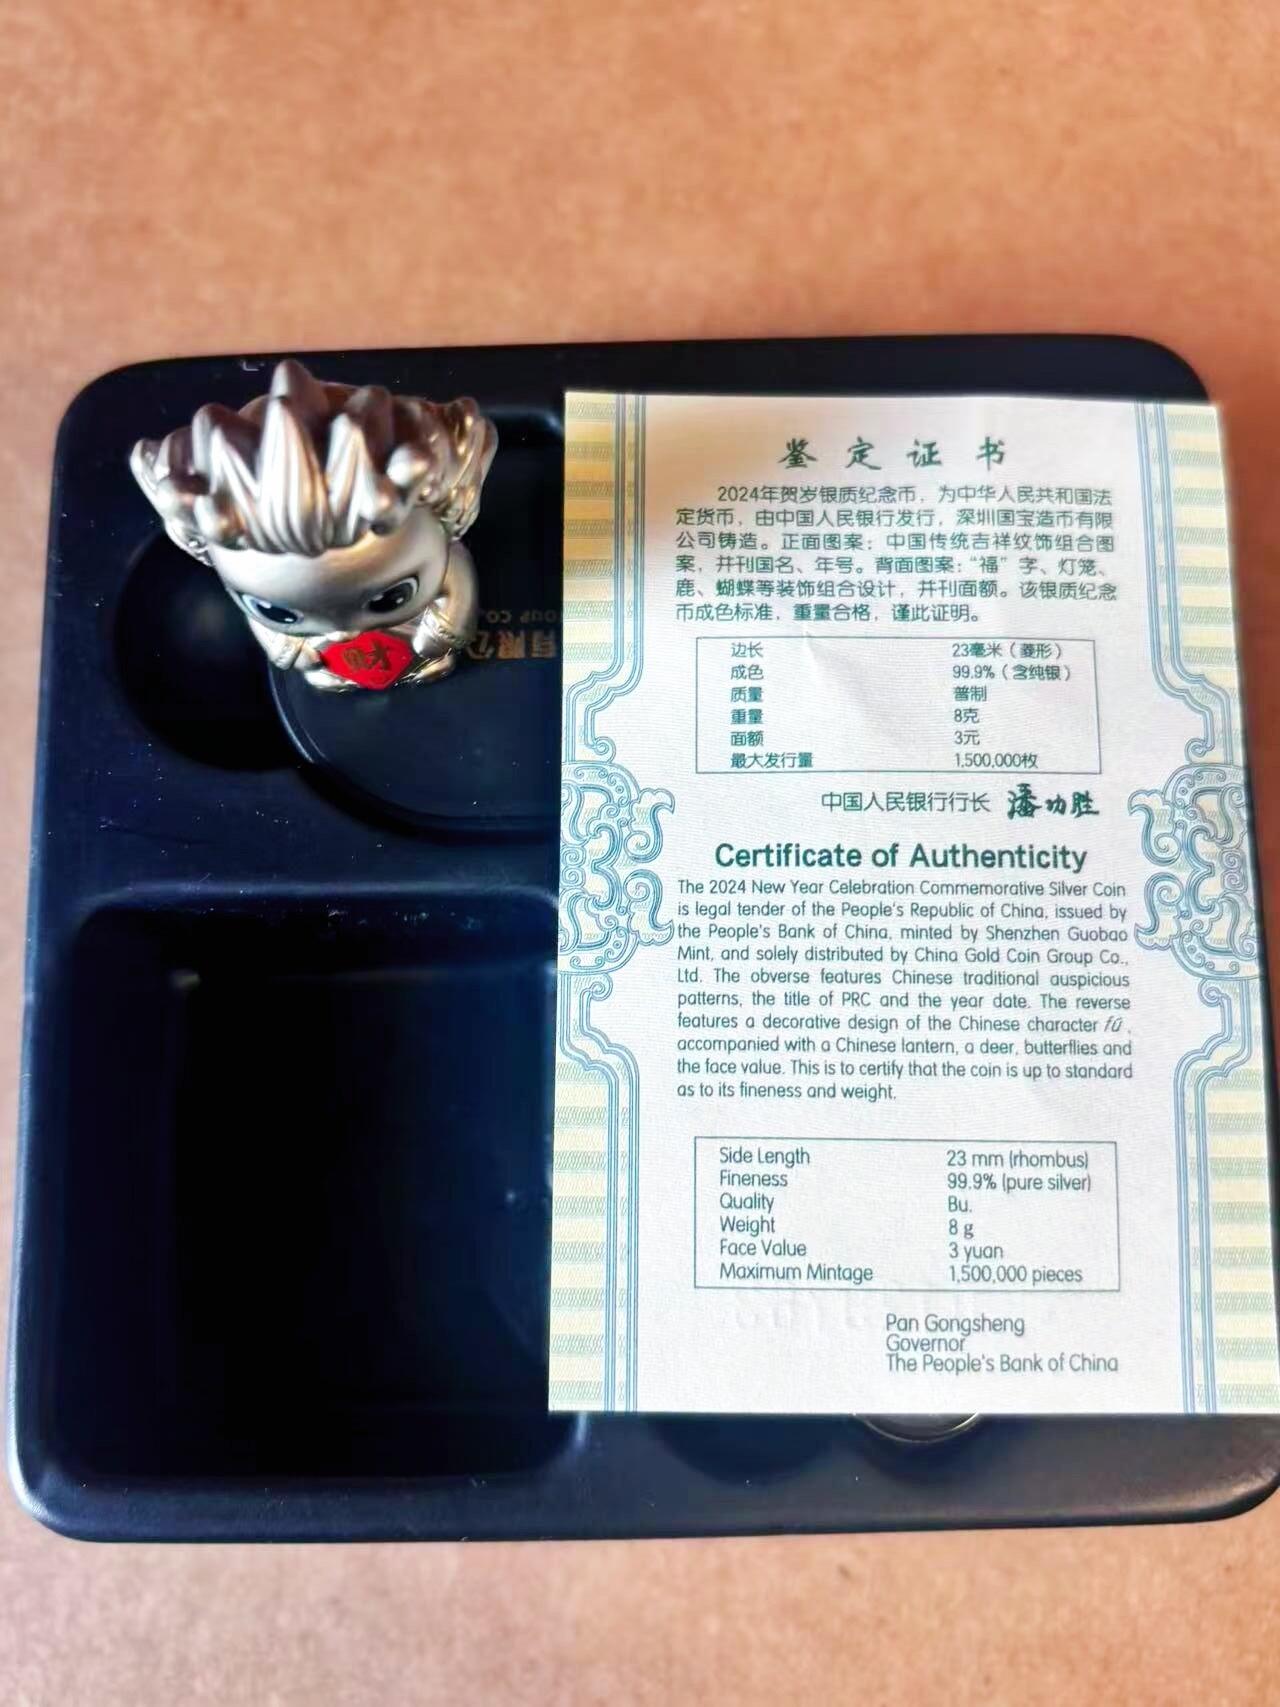 有限公
OUP CO.,
福
鉴定证书
2024年贺岁银质纪念币，为中华人民共和国法
定货币，由中国人民银行发行，深圳国宝造币有限
公司铸造。正面图案：中国传统吉祥纹饰组合图
案，并刊国名、年号。背面图案：“福”字、灯笼、
鹿、蝴蝶等装饰组合设计，并刊面额。该银质纪念
币成色标准，重量合格，谨此证明。
边长 23毫米（菱形）
成色 99.9%（含纯银）
质量 普制
重量 8克
面额 3元
最大发行量 1,500,000枚
中国人民银行行长 潘功胜
Certificate of Authenticity
The 2024 New Year Celebration Commemorative Silver Coin
is legal tender of the People's Republic of China, issued by
the People's Bank of China, minted by Shenzhen Guobao
Mint, and solely distributed by China Gold Coin Group Co.,
Ltd. The obverse features Chinese traditional auspicious
patterns, the title of PRC and the year date. The reverse
features a decorative design of the Chinese character fú,
accompanied with a Chinese lantern, a deer, butterflies and
the face value. This is to certify that the coin is up to standard
as to its fineness and weight.
Side Length 23 mm (rhombus)
Fineness 99.9% (pure silver)
Quality Bu.
Weight 8 g
Face Value 3 yuan
Maximum Mintage 1,500,000 pieces
Pan Gongsheng
Governor
The People's Bank of China